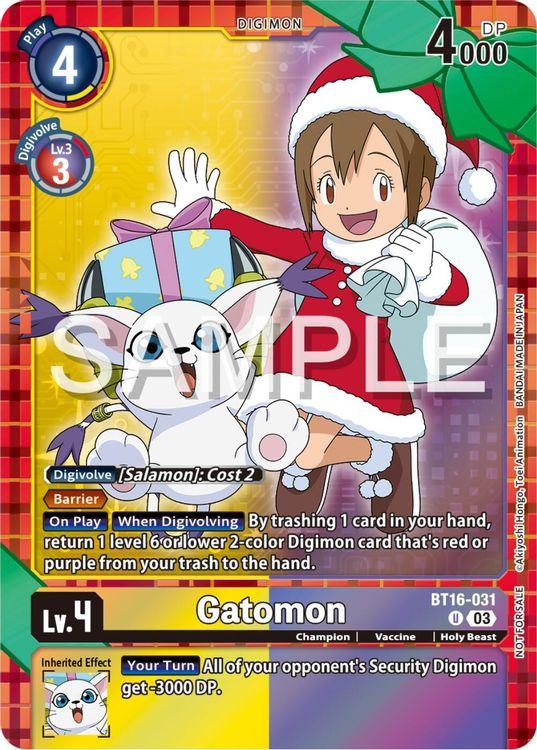 Play
DIGIMON
4
4000
DP
Digivolve
Lv.3
3
SAMPLE
Digivolve [Salamon]: Cost 2
Barrier
On Play When Digivolving By trashing 1 card in your hand,
return 1 level 6 or lower 2-color Digimon card that's red or
purple from your trash to the hand.
©Akiyoshi Hongo, Toei Animation BANDAI MADE IN JAPAN
NOT FOR SALE
Lv.4
Gatomon
BT16-031
U 03
Champion Vaccine Holy Beast
Inherited Effect
Your Turn All of your opponent's Security Digimon
get -3000 DP.